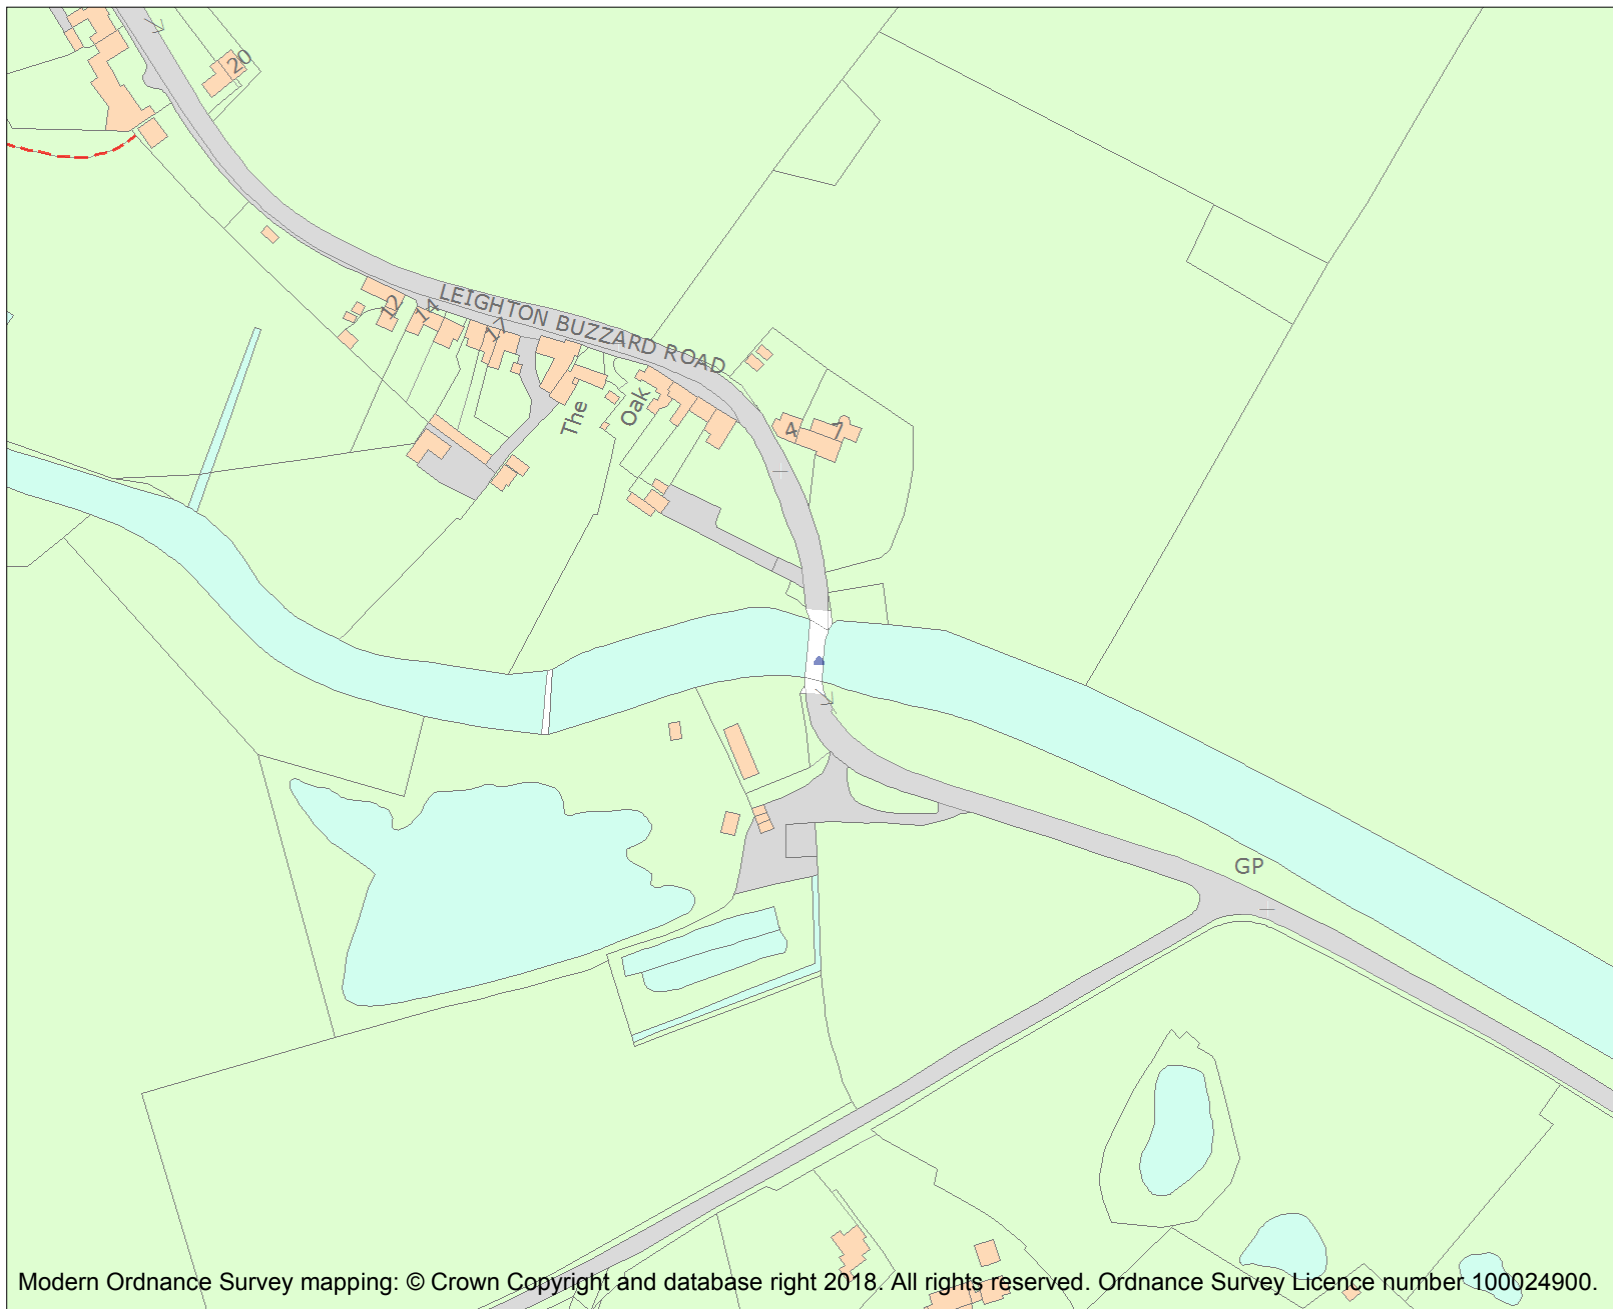 20
LEIGHTON BUZZARD ROAD
12
14
17
The
Oak
4
7
GP
Modern Ordnance Survey mapping: © Crown Copyright and database right 2018. All rights reserved. Ordnance Survey Licence number 100024900.